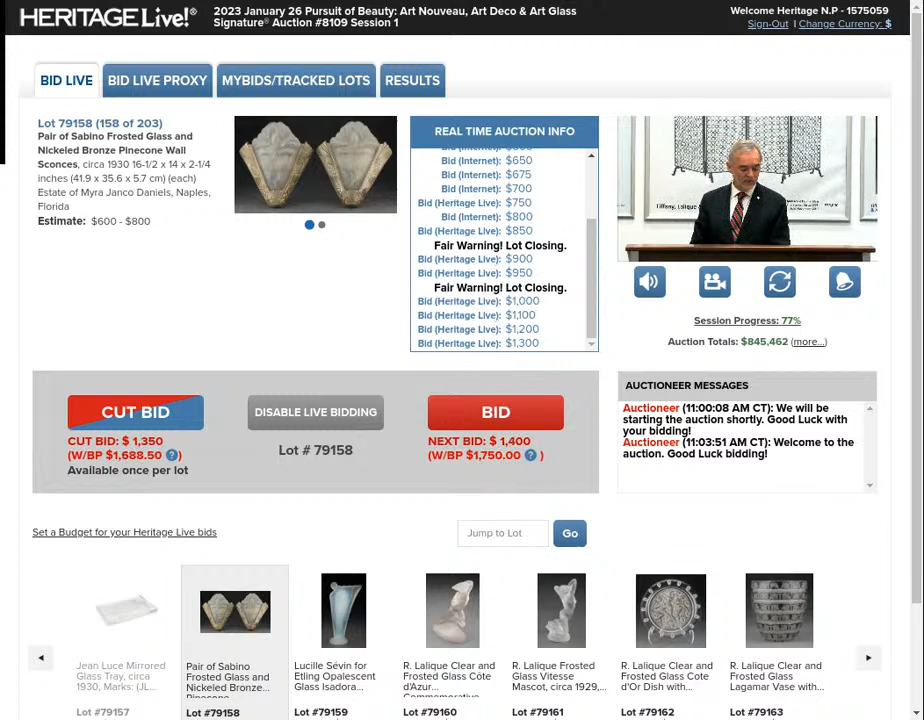 HERITAGE Live!®
2023 January 26 Pursuit of Beauty: Art Nouveau, Art Deco & Art Glass
Signature® Auction #8109 Session 1
Welcome Heritage N.P - 1575059
Sign-Out | Change Currency: $
BID LIVE
BID LIVE PROXY
MYBIDS/TRACKED LOTS
RESULTS
Lot 79158 (158 of 203)
Pair of Sabino Frosted Glass and
Nickeled Bronze Pinecone Wall
Sconces, circa 1930 16-1/2 x 14 x 2-1/4
inches (41.9 x 35.6 x 5.7 cm) (each)
Estate of Myra Janco Daniels, Naples,
Florida
Estimate: $600 - $800
REAL TIME AUCTION INFO
Bid (Internet): $650
Bid (Internet): $675
Bid (Internet): $700
Bid (Heritage Live): $750
Bid (Internet): $800
Bid (Heritage Live): $850
Fair Warning! Lot Closing.
Bid (Heritage Live): $900
Bid (Heritage Live): $950
Fair Warning! Lot Closing.
Bid (Heritage Live): $1,000
Bid (Heritage Live): $1,100
Bid (Heritage Live): $1,200
Bid (Heritage Live): $1,300
Tiffany, Lalique
Session Progress: 77%
Auction Totals: $845,462 (more...)
CUT BID
CUT BID: $ 1,350
(W/BP $1,688.50 ?)
Available once per lot
DISABLE LIVE BIDDING
Lot # 79158
BID
NEXT BID: $ 1,400
(W/BP $1,750.00 ? )
AUCTIONEER MESSAGES
Auctioneer (11:00:08 AM CT): We will be
starting the auction shortly. Good Luck with
your bidding!
Auctioneer (11:03:51 AM CT): Welcome to the
auction. Good Luck bidding!
Set a Budget for your Heritage Live bids
Jump to Lot
Go
Jean Luce Mirrored
Glass Tray, circa
1930, Marks: (JL...
Lot #79157
Pair of Sabino
Frosted Glass and
Nickeled Bronze...
Pinecone
Lot #79158
Lucille Sévin for
Etling Opalescent
Glass Isadora...
Lot #79159
R. Lalique Clear and
Frosted Glass Côte
d'Azur...
Commemorative
Lot #79160
R. Lalique Frosted
Glass Vitesse
Mascot, circa 1929,...
Lot #79161
R. Lalique Clear and
Frosted Glass Cote
d'Or Dish with...
Lot #79162
R. Lalique Clear and
Frosted Glass
Lagamar Vase with...
Lot #79163